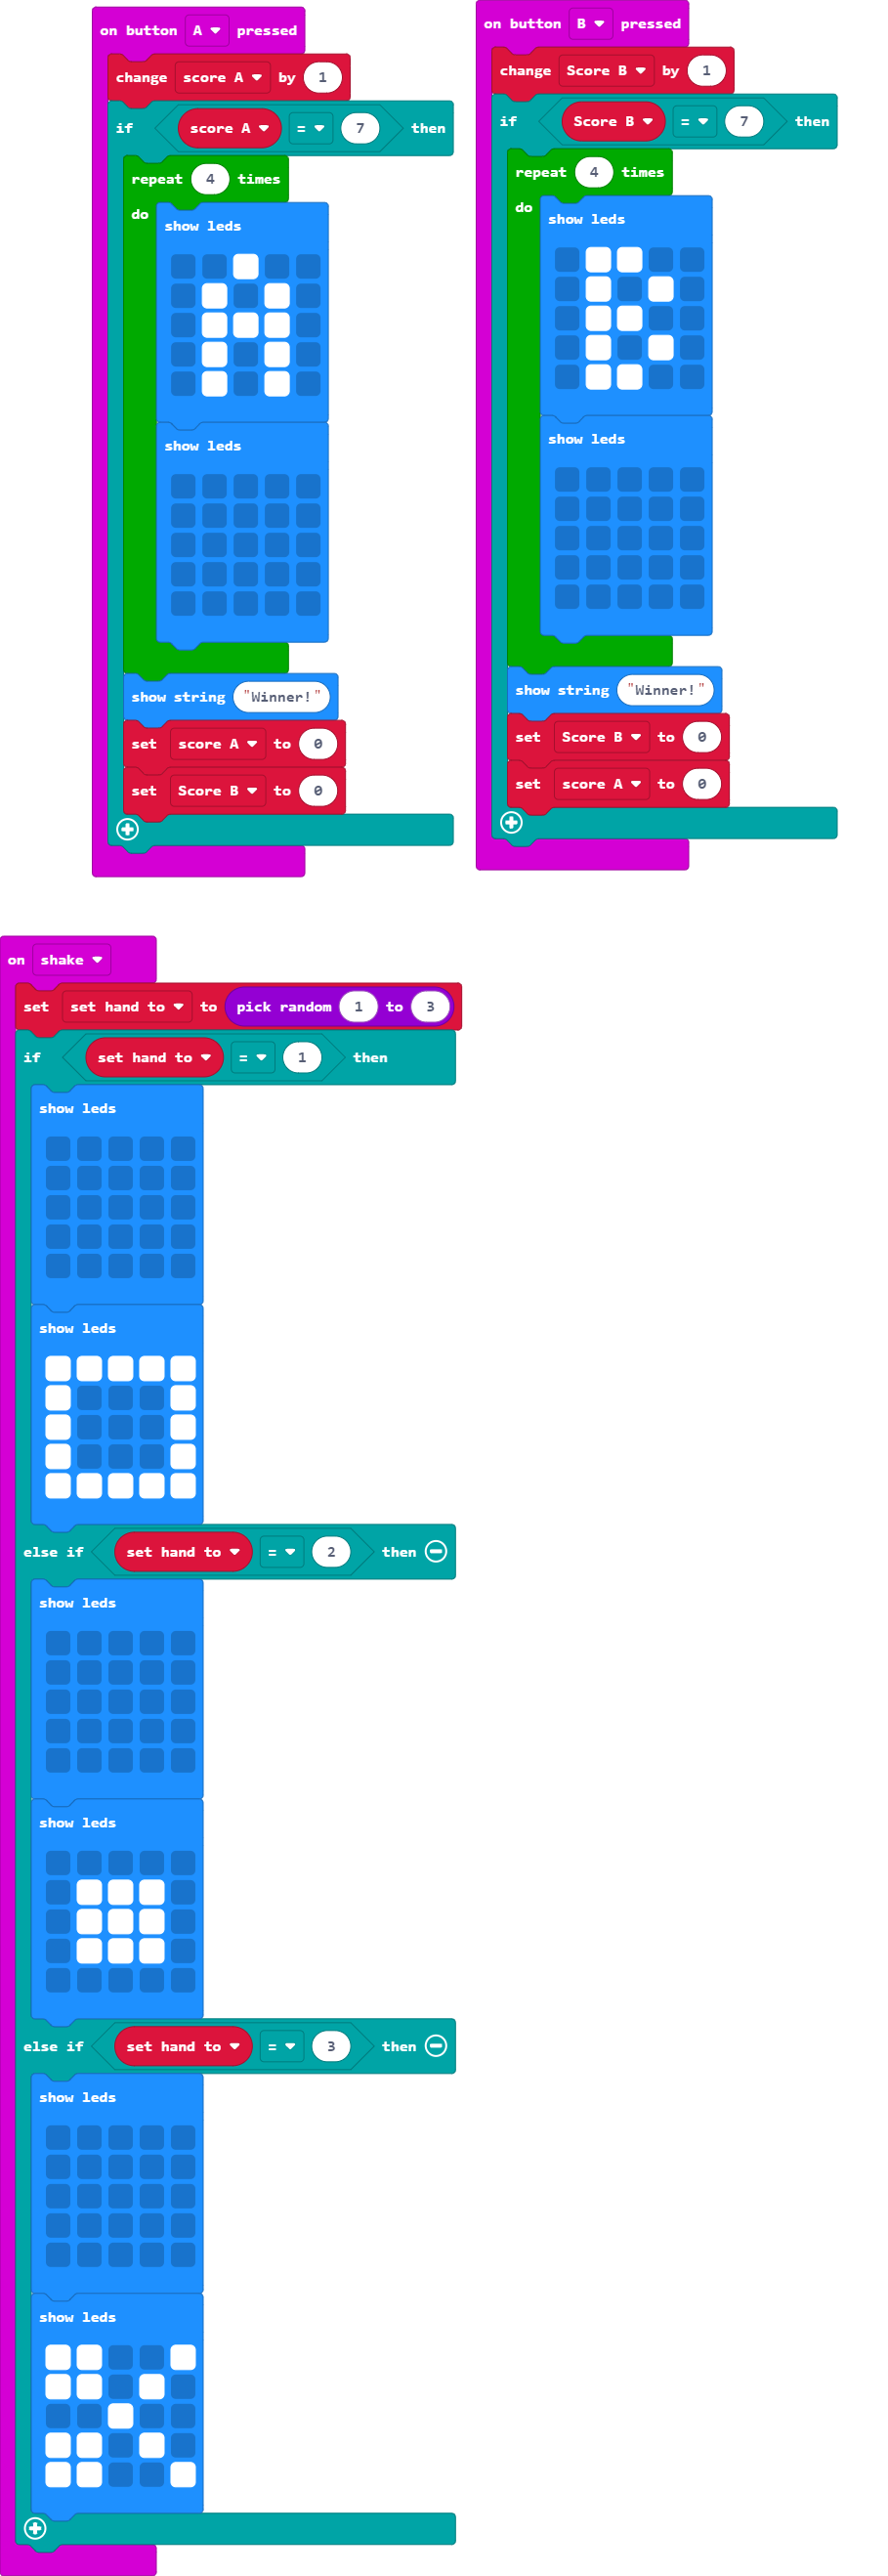 on button A pressed
change score A by 1
if score A = 7 then
repeat 4 times
do
show leds
show leds
show string "Winner!"
set score A to 0
set Score B to 0
on button B pressed
change Score B by 1
if Score B = 7 then
repeat 4 times
do
show leds
show leds
show string "Winner!"
set Score B to 0
set score A to 0
on shake
set set hand to to pick random 1 to 3
if set hand to = 1 then
show leds
show leds
else if set hand to = 2 then
show leds
show leds
else if set hand to = 3 then
show leds
show leds